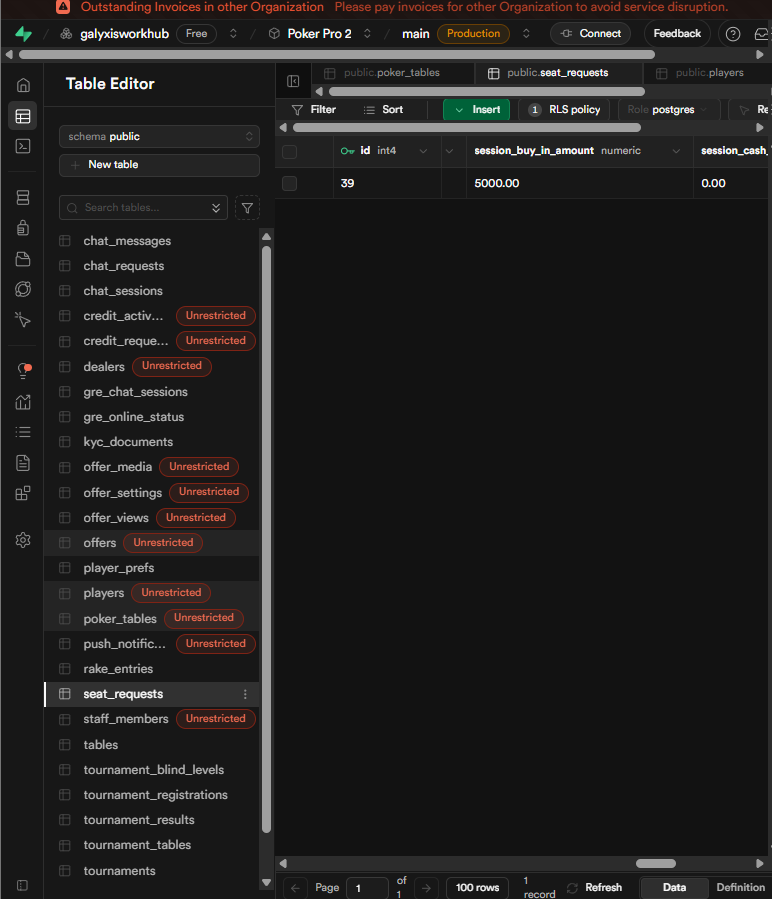 Outstanding Invoices in other Organization Please pay invoices for other Organization to avoid service disruption.
galyxisworkhub Free / Poker Pro 2 / main Production Connect Feedback
Table Editor
public.poker_tables public.seat_requests public.players
Filter Sort Insert 1 RLS policy Role postgres Re
schema public
New table
Search tables...
id int4 session_buy_in_amount numeric session_cash_
39 5000.00 0.00
chat_messages
chat_requests
chat_sessions
credit_activ... Unrestricted
credit_reque... Unrestricted
dealers Unrestricted
gre_chat_sessions
gre_online_status
kyc_documents
offer_media Unrestricted
offer_settings Unrestricted
offer_views Unrestricted
offers Unrestricted
player_prefs
players Unrestricted
poker_tables Unrestricted
push_notific... Unrestricted
rake_entries
seat_requests
staff_members Unrestricted
tables
tournament_blind_levels
tournament_registrations
tournament_results
tournament_tables
tournaments
Page 1 of 1 100 rows 1 record Refresh Data Definition